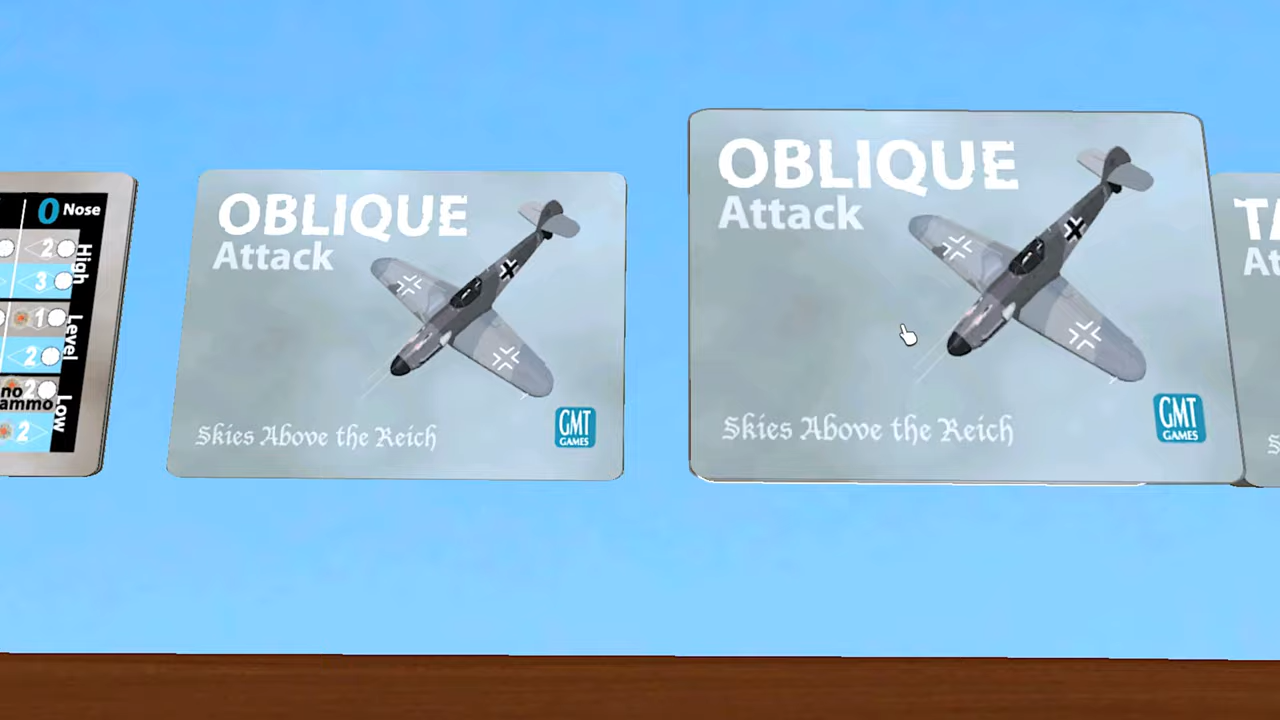 0 Nose
2
High
3
1
Level
2
no
ammo
2
Low
2
OBLIQUE
Attack
Skies Above the Reich
GMT
GAMES
OBLIQUE
Attack
Skies Above the Reich
GMT
GAMES